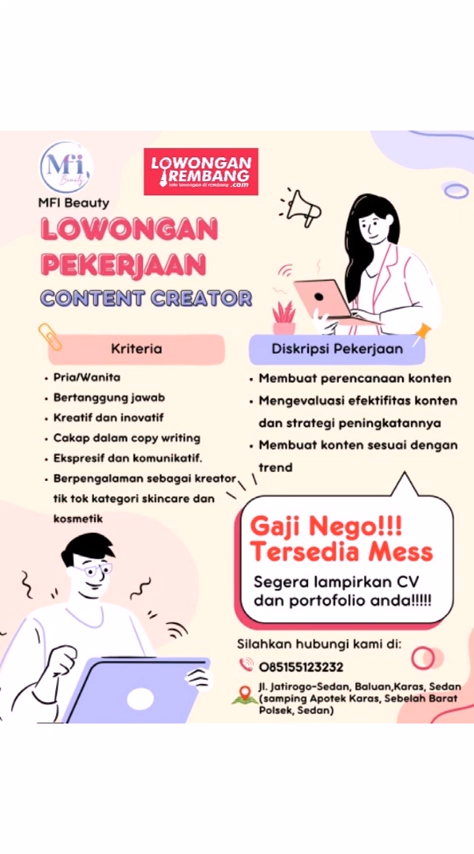 Mfi
Beauty
MFI Beauty
LOWONGAN
REMBANG
.com
LOWONGAN
PEKERJAAN
CONTENT CREATOR
Kriteria
• Pria/Wanita
• Bertanggung jawab
• Kreatif dan inovatif
• Cakap dalam copy writing
• Ekspresif dan komunikatif.
• Berpengalaman sebagai kreator
tik tok kategori skincare dan
kosmetik
Diskripsi Pekerjaan
• Membuat perencanaan konten
• Mengevaluasi efektifitas konten
dan strategi peningkatannya
• Membuat konten sesuai dengan
trend
Gaji Nego!!!
Tersedia Mess
Segera lampirkan CV
dan portofolio anda!!!!!
Silahkan hubungi kami di:
085155123232
Jl. Jatirogo-Sedan, Baluan,Karas, Sedan
(samping Apotek Karas, Sebelah Barat
Polsek, Sedan)